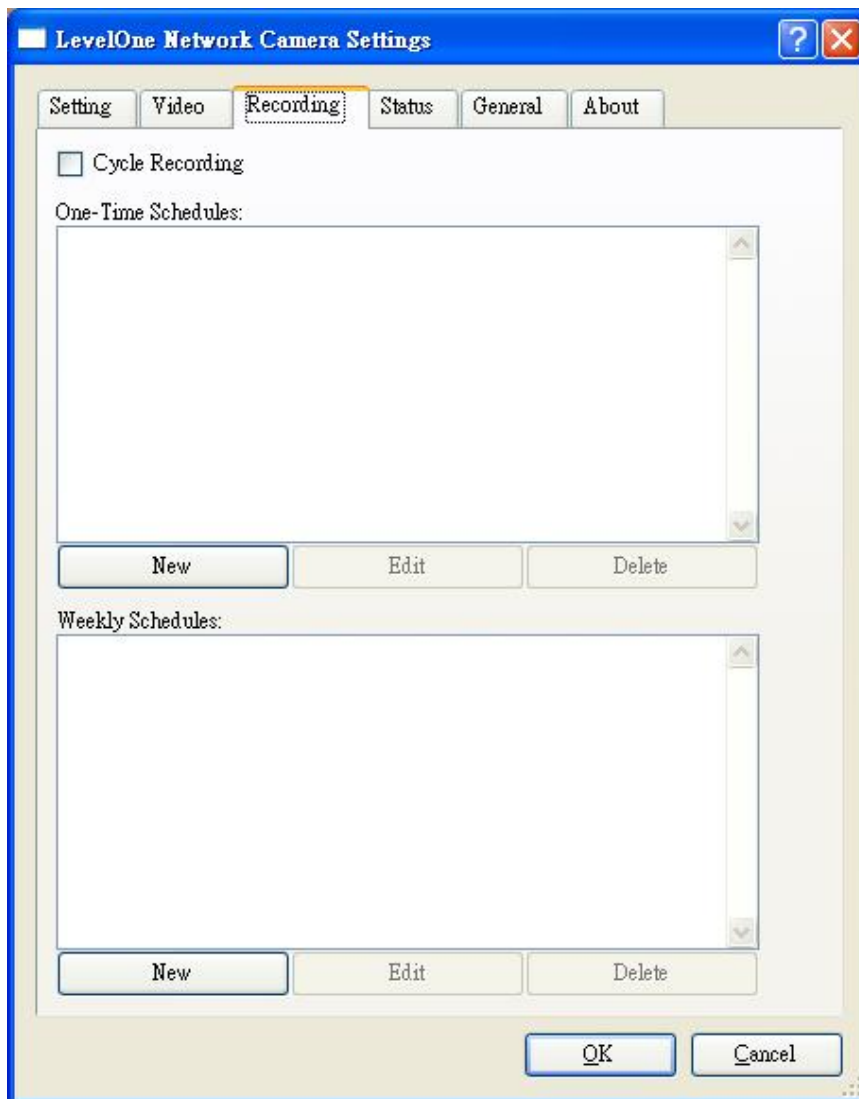 LevelOne Network Camera Settings
Setting Video Recording Status General About
Cycle Recording
One-Time Schedules:
New Edit Delete
Weekly Schedules:
New Edit Delete
OK Cancel